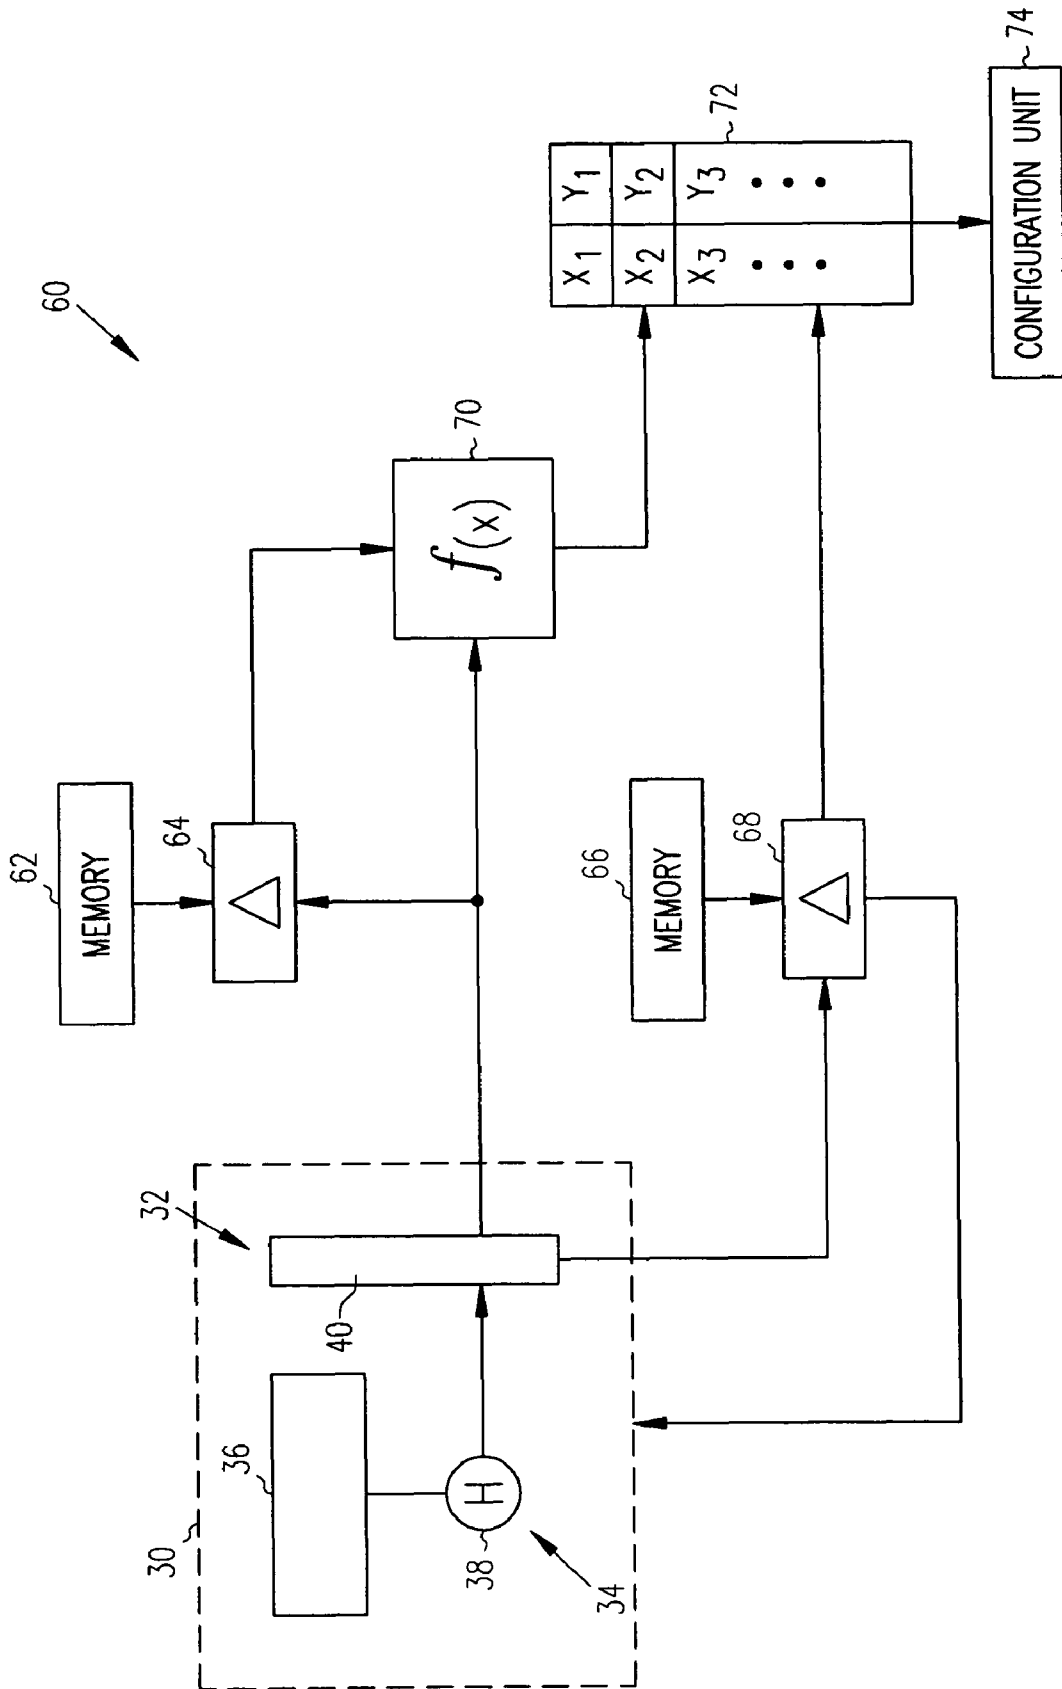 60
62
MEMORY
64
Δ
70
f(x)
X1 Y1
X2 Y2
X3 Y3
72
CONFIGURATION UNIT
74
66
MEMORY
68
Δ
30
32
36
40
H
38
34